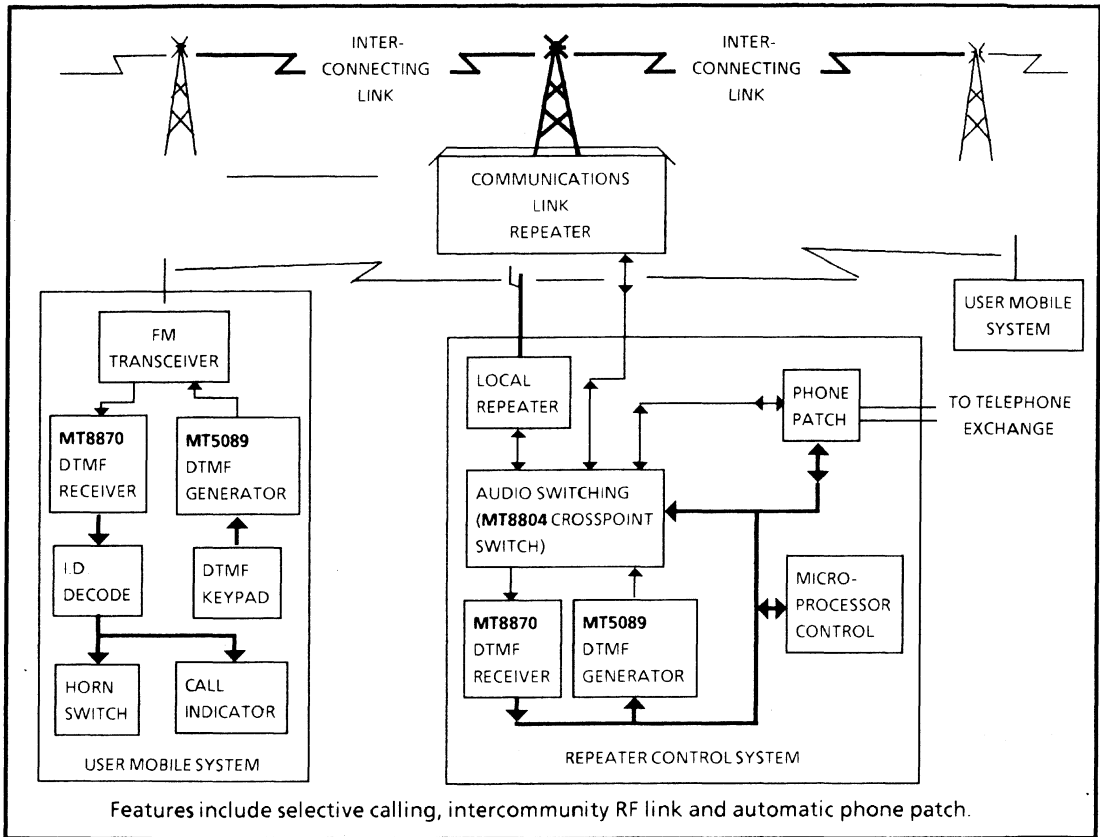 INTER-
CONNECTING
LINK
INTER-
CONNECTING
LINK
COMMUNICATIONS
LINK
REPEATER
USER MOBILE
SYSTEM
FM
TRANSCEIVER
MT8870
DTMF
RECEIVER
MT5089
DTMF
GENERATOR
I.D.
DECODE
DTMF
KEYPAD
HORN
SWITCH
CALL
INDICATOR
USER MOBILE SYSTEM
LOCAL
REPEATER
PHONE
PATCH
TO TELEPHONE
EXCHANGE
AUDIO SWITCHING
(MT8804 CROSSPOINT
SWITCH)
MICRO-
PROCESSOR
CONTROL
MT8870
DTMF
RECEIVER
MT5089
DTMF
GENERATOR
REPEATER CONTROL SYSTEM
Features include selective calling, intercommunity RF link and automatic phone patch.